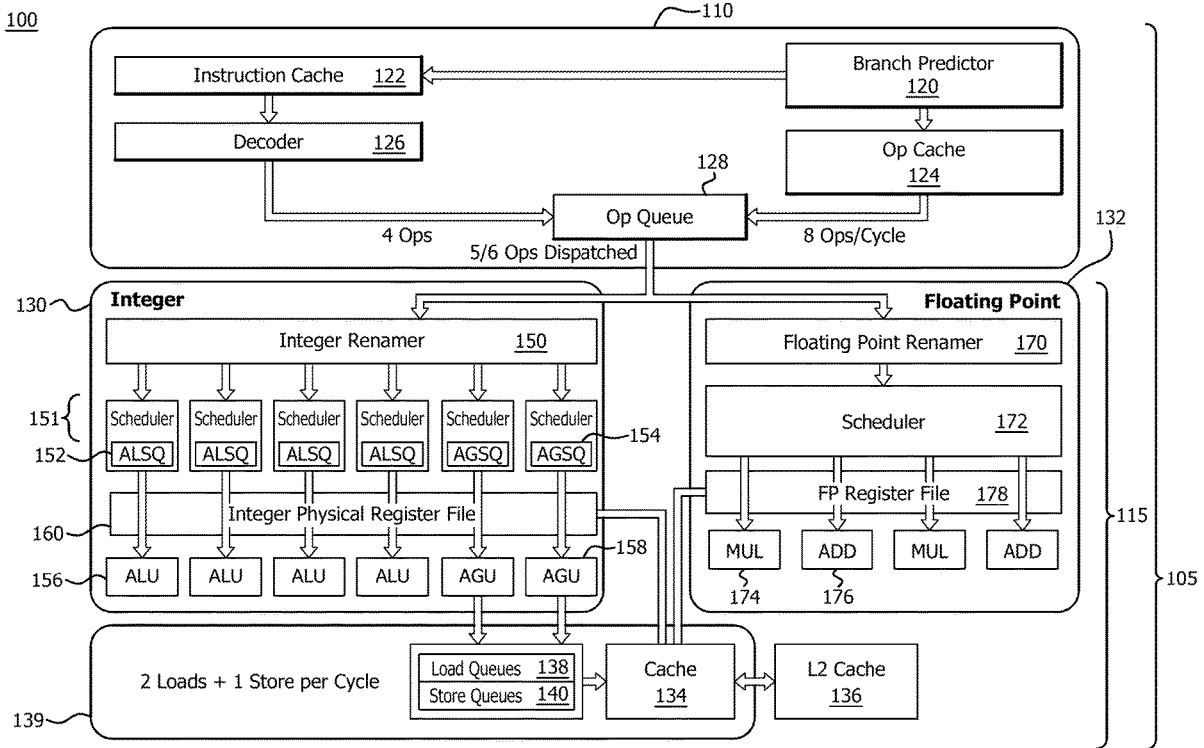 100
110
Instruction Cache 122
Branch Predictor
120
Decoder 126
Op Cache
124
128
Op Queue
4 Ops
8 Ops/Cycle
5/6 Ops Dispatched
132
130
Integer
Floating Point
Integer Renamer 150
Floating Point Renamer 170
151
Scheduler Scheduler Scheduler Scheduler Scheduler Scheduler
Scheduler 172
152
ALSQ ALSQ ALSQ ALSQ AGSQ AGSQ
154
FP Register File 178
160
Integer Physical Register File
115
158
MUL ADD MUL ADD
156
ALU ALU ALU ALU AGU AGU
174 176
105
2 Loads + 1 Store per Cycle
Load Queues 138
Store Queues 140
Cache
134
L2 Cache
136
139